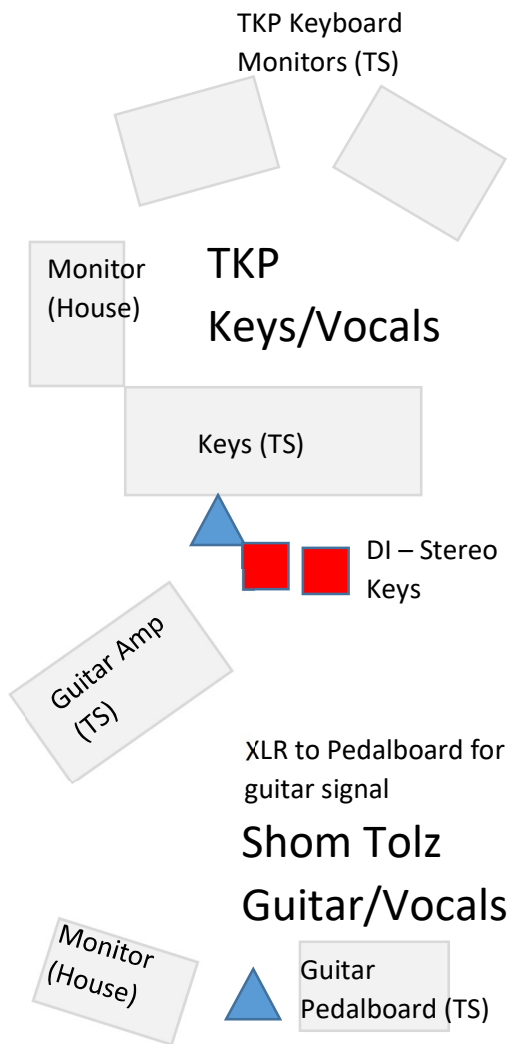 TKP Keyboard
Monitors (TS)
Monitor
(House)
TKP
Keys/Vocals
Keys (TS)
DI – Stereo
Keys
Guitar Amp
(TS)
XLR to Pedalboard for
guitar signal
Shom Tolz
Guitar/Vocals
Monitor
(House)
Guitar
Pedalboard (TS)